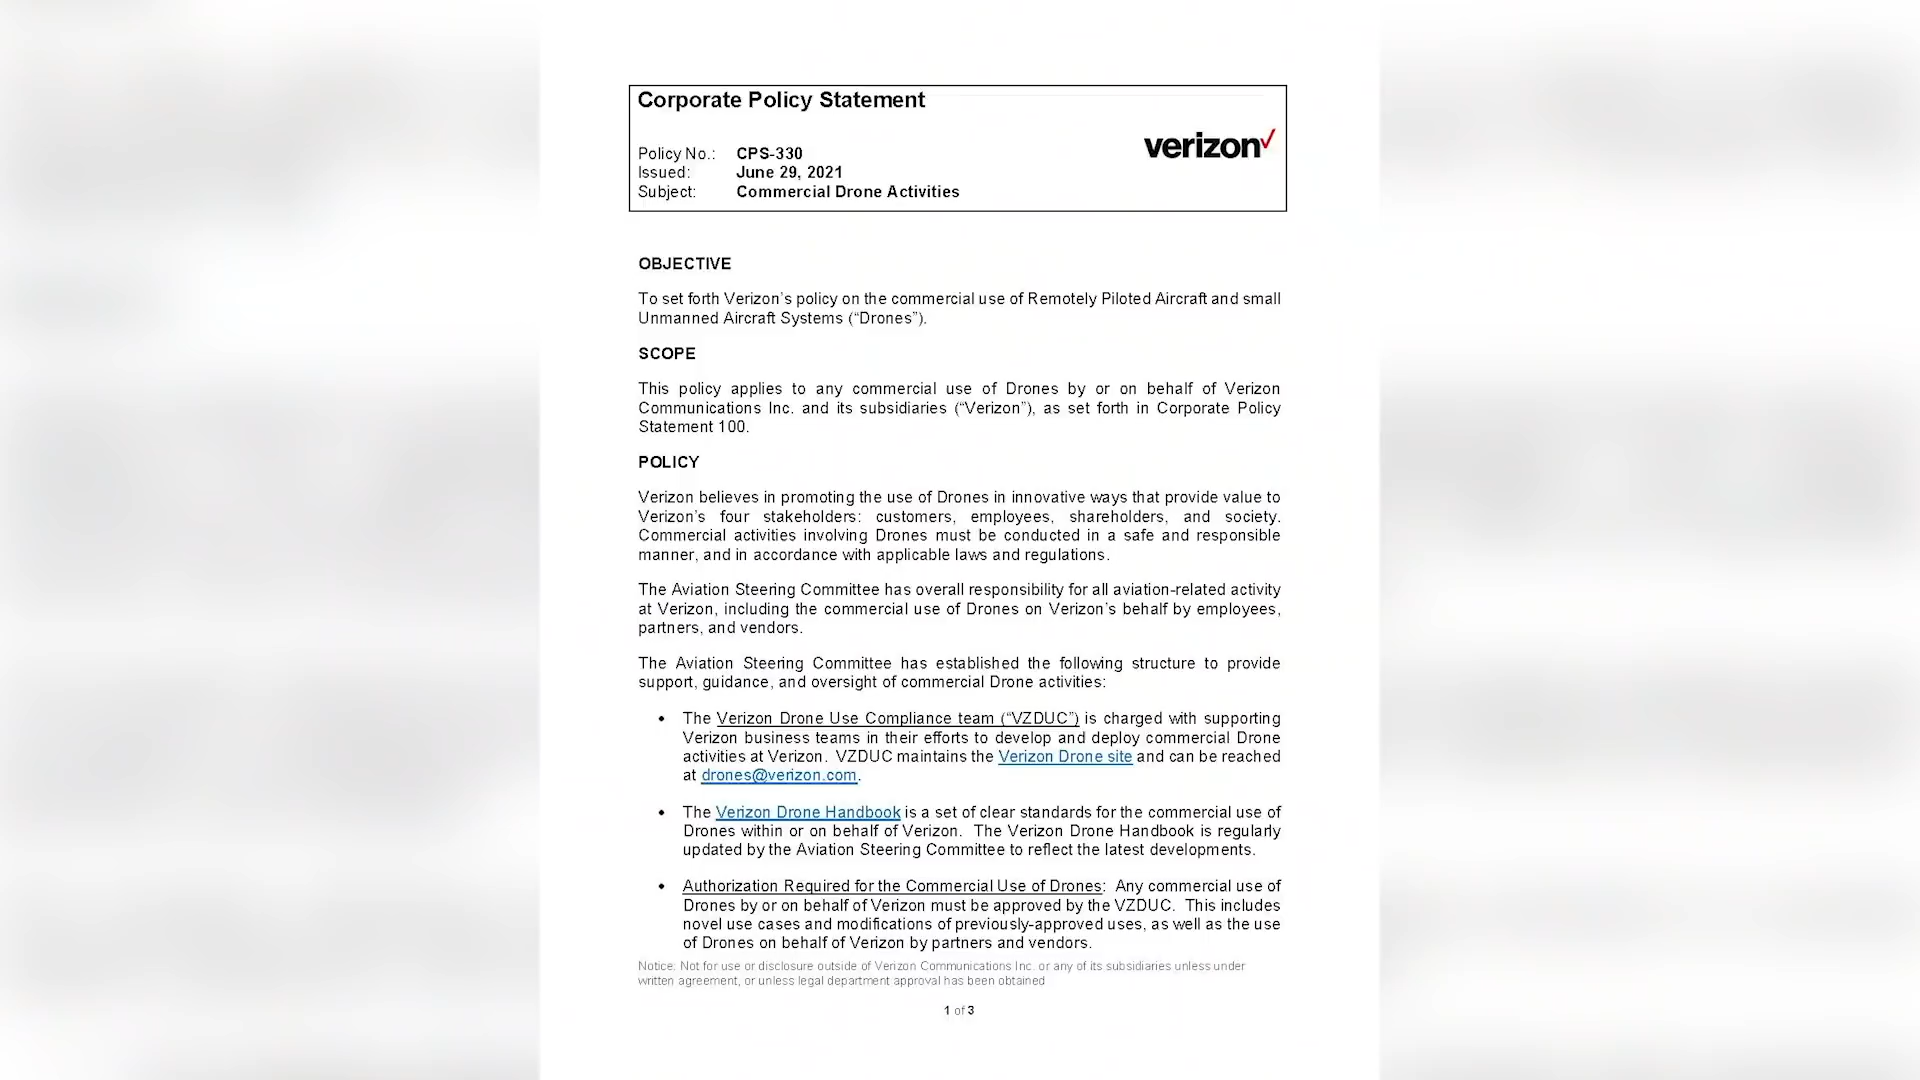 Corporate Policy Statement
verizon
Policy No.: CPS-330
Issued: June 29, 2021
Subject: Commercial Drone Activities
OBJECTIVE
To set forth Verizon's policy on the commercial use of Remotely Piloted Aircraft and small
Unmanned Aircraft Systems (“Drones”).
SCOPE
This policy applies to any commercial use of Drones by or on behalf of Verizon
Communications Inc. and its subsidiaries (“Verizon”), as set forth in Corporate Policy
Statement 100.
POLICY
Verizon believes in promoting the use of Drones in innovative ways that provide value to
Verizon's four stakeholders: customers, employees, shareholders, and society.
Commercial activities involving Drones must be conducted in a safe and responsible
manner, and in accordance with applicable laws and regulations.
The Aviation Steering Committee has overall responsibility for all aviation-related activity
at Verizon, including the commercial use of Drones on Verizon's behalf by employees,
partners, and vendors.
The Aviation Steering Committee has established the following structure to provide
support, guidance, and oversight of commercial Drone activities:
• The Verizon Drone Use Compliance team (“VZDUC”) is charged with supporting
Verizon business teams in their efforts to develop and deploy commercial Drone
activities at Verizon. VZDUC maintains the Verizon Drone site and can be reached
at drones@verizon.com.
• The Verizon Drone Handbook is a set of clear standards for the commercial use of
Drones within or on behalf of Verizon. The Verizon Drone Handbook is regularly
updated by the Aviation Steering Committee to reflect the latest developments.
• Authorization Required for the Commercial Use of Drones: Any commercial use of
Drones by or on behalf of Verizon must be approved by the VZDUC. This includes
novel use cases and modifications of previously-approved uses, as well as the use
of Drones on behalf of Verizon by partners and vendors.
Notice: Not for use or disclosure outside of Verizon Communications Inc. or any of its subsidiaries unless under
written agreement, or unless legal department approval has been obtained
1 of 3